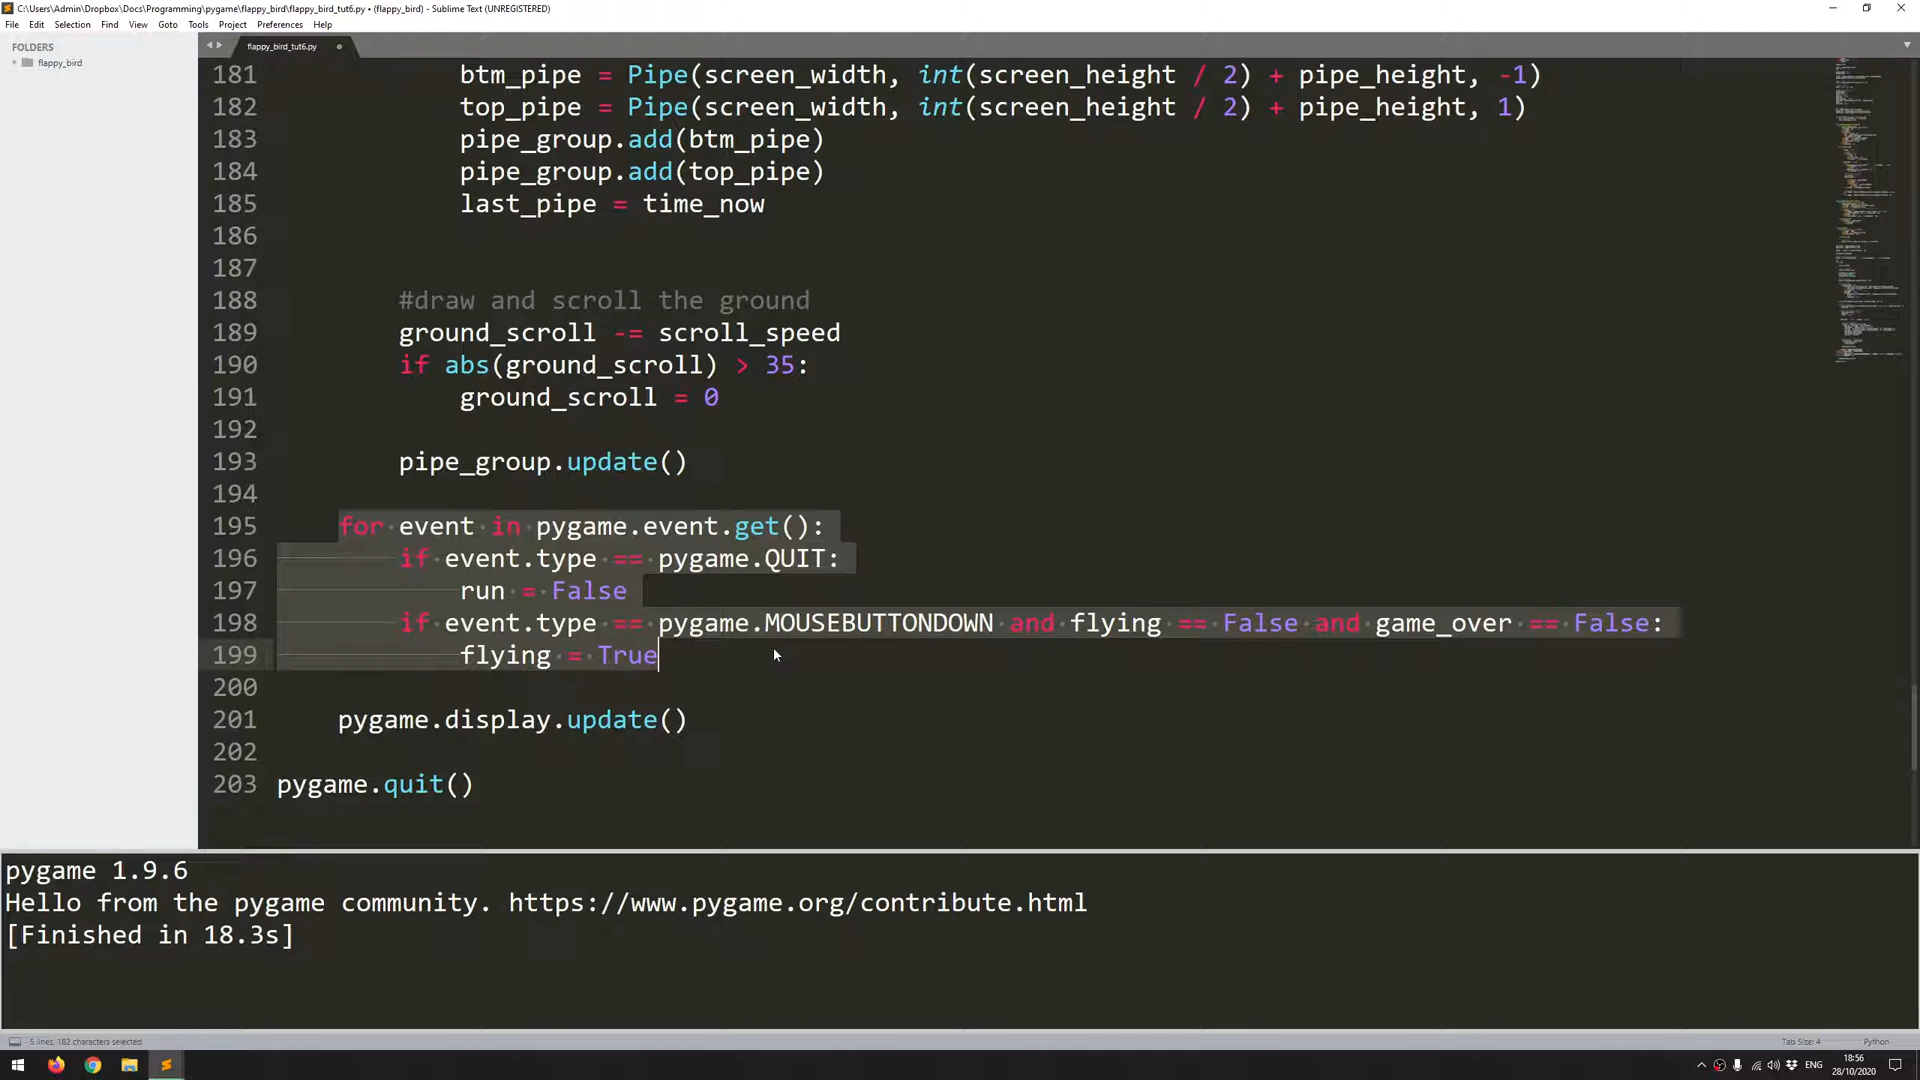 C:\Users\Admin\Dropbox\Docs\Programming\pygame\flappy_bird\flappy_bird_tut6.py • (flappy_bird) - Sublime Text (UNREGISTERED)
File Edit Selection Find View Goto Tools Project Preferences Help
FOLDERS
flappy_bird
flappy_bird_tut6.py
181 btm_pipe = Pipe(screen_width, int(screen_height / 2) + pipe_height, -1)
182 top_pipe = Pipe(screen_width, int(screen_height / 2) + pipe_height, 1)
183 pipe_group.add(btm_pipe)
184 pipe_group.add(top_pipe)
185 last_pipe = time_now
186
187
188 #draw and scroll the ground
189 ground_scroll -= scroll_speed
190 if abs(ground_scroll) > 35:
191 ground_scroll = 0
192
193 pipe_group.update()
194
195 for event in pygame.event.get():
196 if event.type == pygame.QUIT:
197 run = False
198 if event.type == pygame.MOUSEBUTTONDOWN and flying == False and game_over == False:
199 flying = True
200
201 pygame.display.update()
202
203 pygame.quit()
pygame 1.9.6
Hello from the pygame community. https://www.pygame.org/contribute.html
[Finished in 18.3s]
5 lines, 182 characters selected
Tab Size: 4
Python
ENG
18:56
28/10/2020